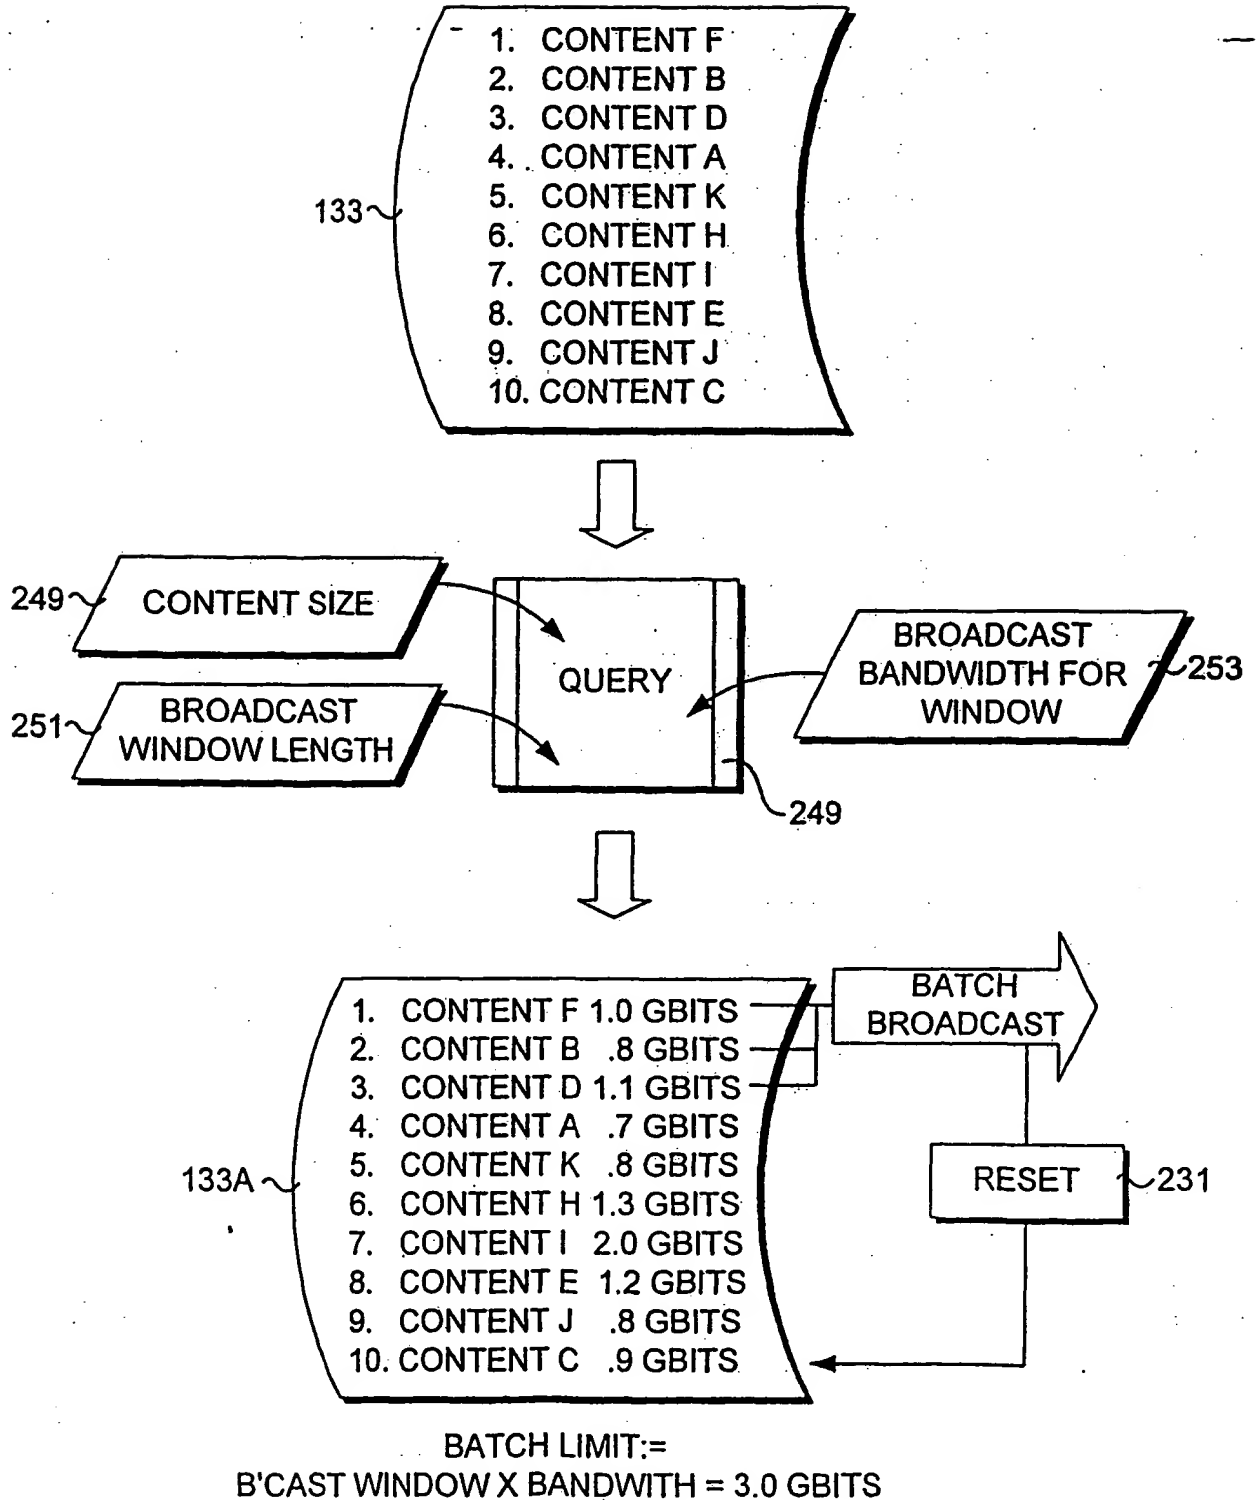 1. CONTENT F
2. CONTENT B
3. CONTENT D
4. CONTENT A
5. CONTENT K
6. CONTENT H
7. CONTENT I
8. CONTENT E
9. CONTENT J
10. CONTENT C
133
249
CONTENT SIZE
251
BROADCAST
WINDOW LENGTH
QUERY
249
BROADCAST
BANDWIDTH FOR
WINDOW
253
1. CONTENT F 1.0 GBITS
2. CONTENT B .8 GBITS
3. CONTENT D 1.1 GBITS
4. CONTENT A .7 GBITS
5. CONTENT K .8 GBITS
6. CONTENT H 1.3 GBITS
7. CONTENT I 2.0 GBITS
8. CONTENT E 1.2 GBITS
9. CONTENT J .8 GBITS
10. CONTENT C .9 GBITS
133A
BATCH
BROADCAST
RESET
231
BATCH LIMIT:=
B'CAST WINDOW X BANDWITH = 3.0 GBITS